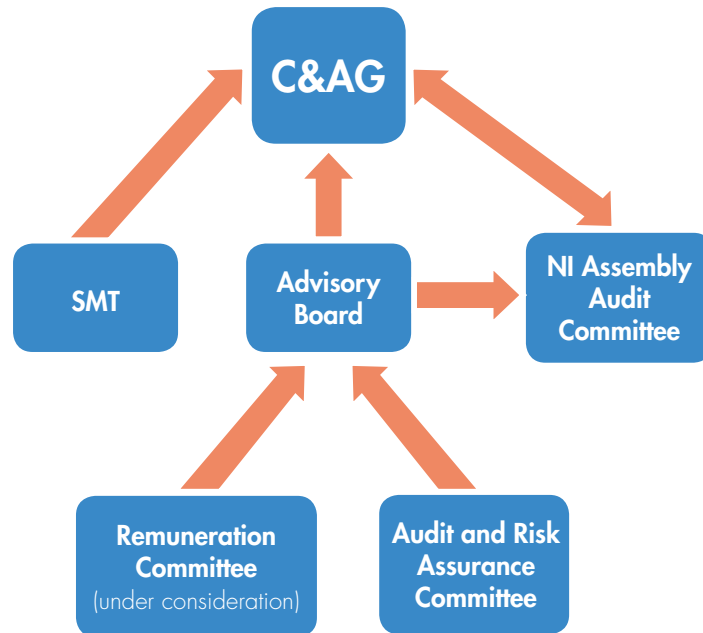 C&AG
SMT
Advisory
Board
NI Assembly
Audit
Committee
Remuneration
Committee
(under consideration)
Audit and Risk
Assurance
Committee